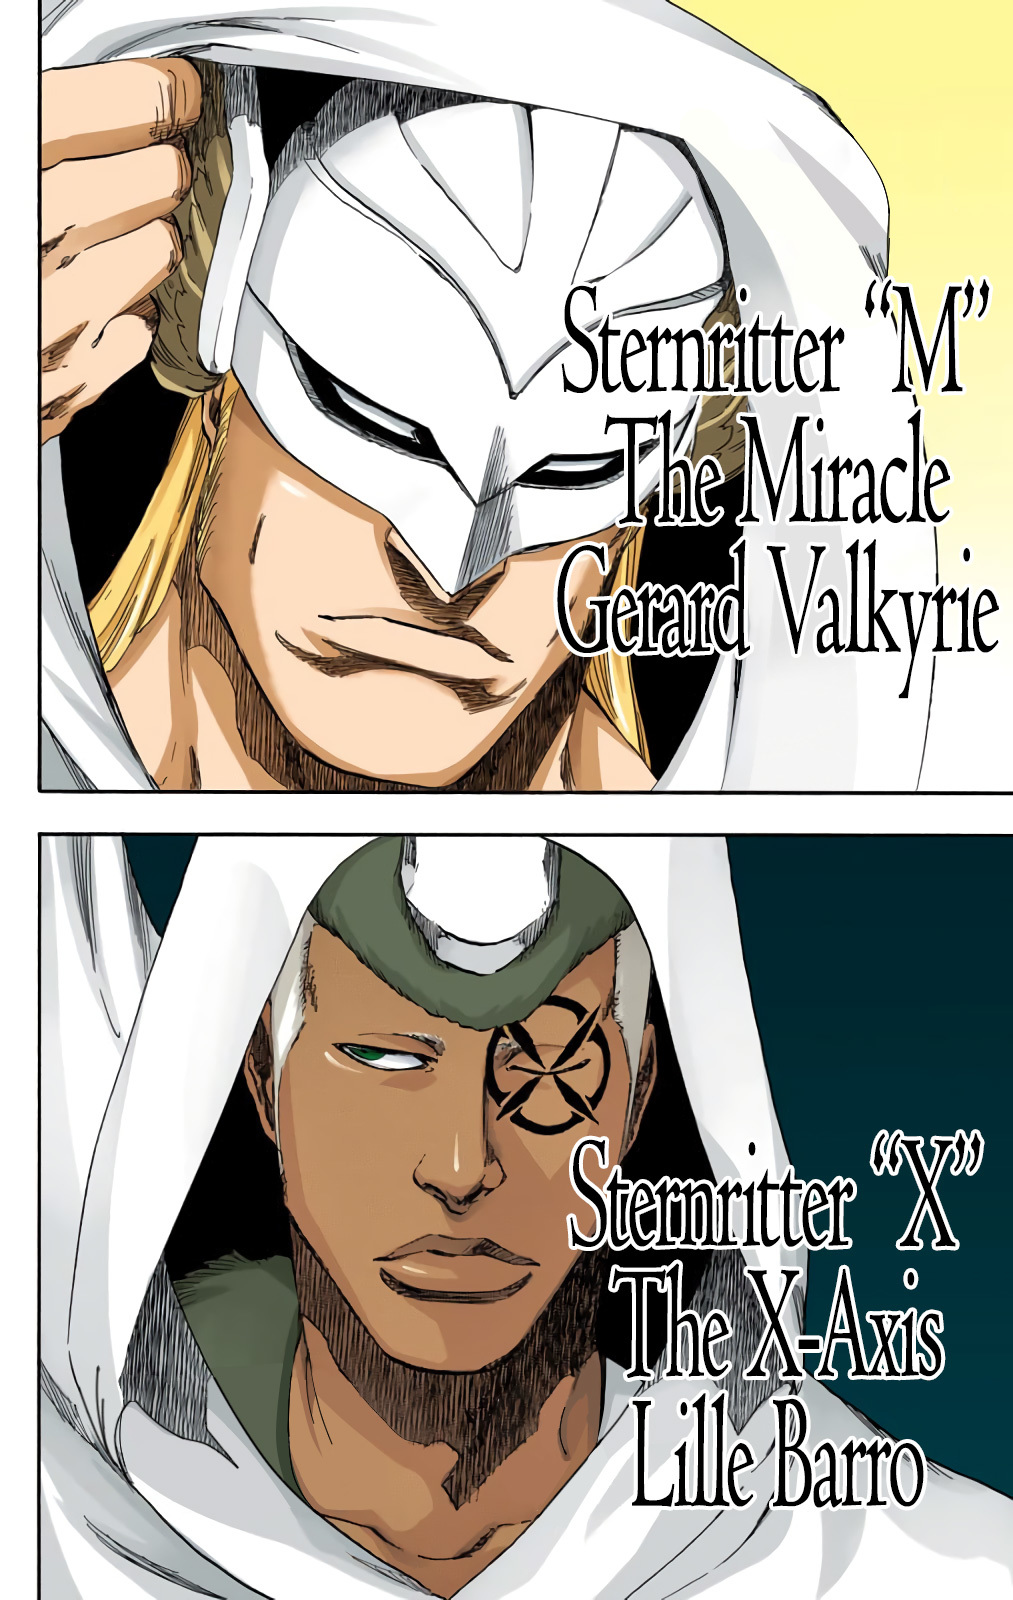 Sternritter “M”
The Miracle
Gerard Valkyrie
Sternritter “X”
The X-Axis
Lille Barro